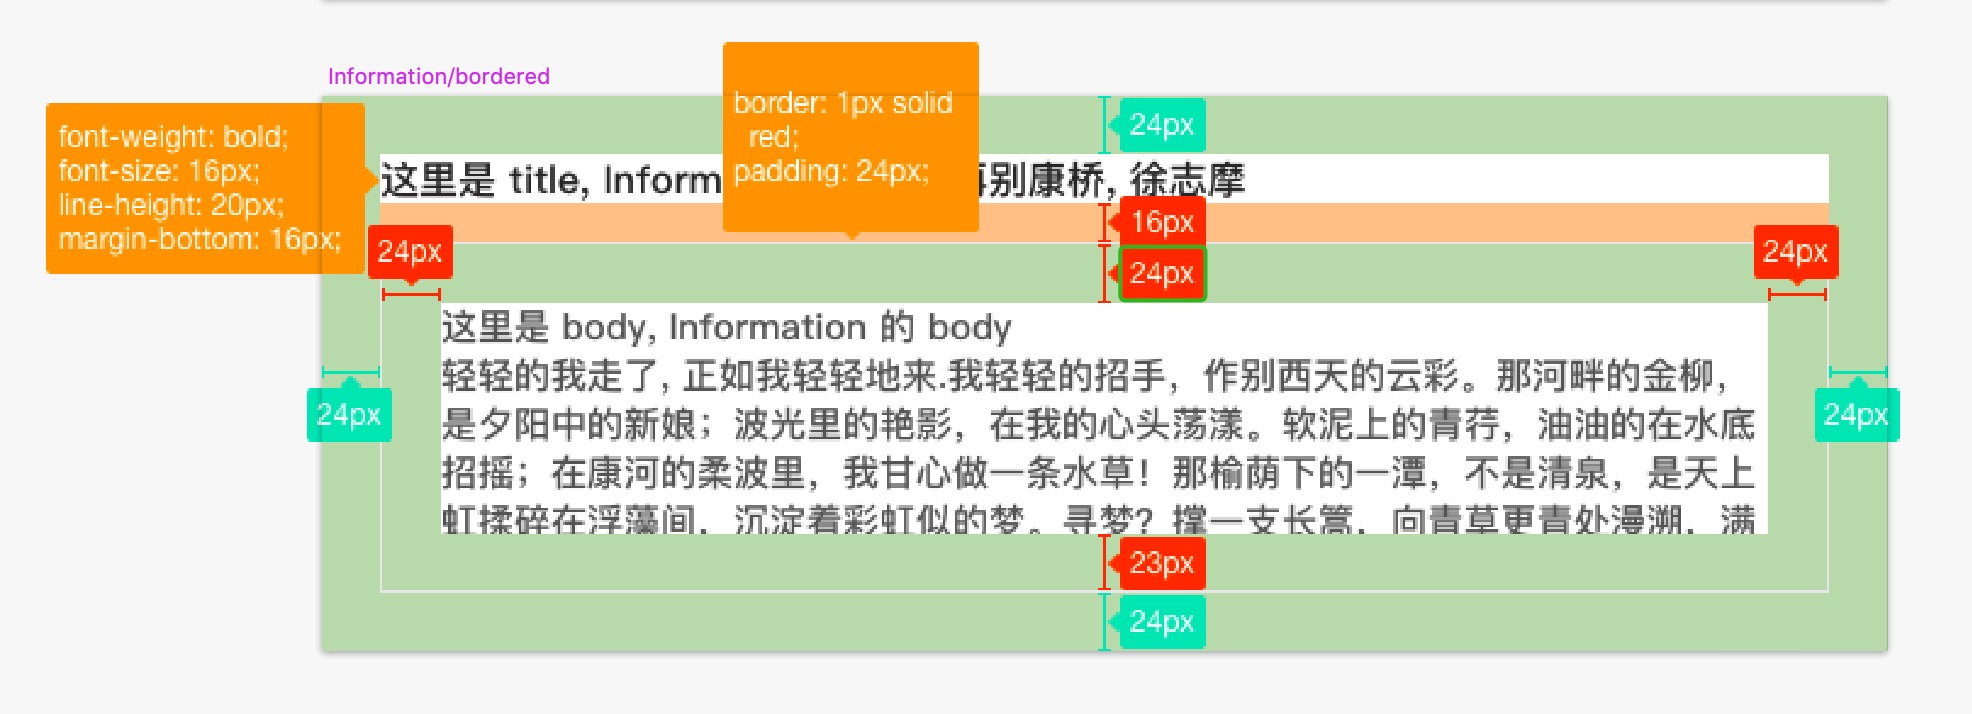 Information/bordered
border: 1px solid
red;
padding: 24px;
font-weight: bold;
font-size: 16px;
line-height: 20px;
margin-bottom: 16px;
24px
这里是 title, Inform
别康桥, 徐志摩
16px
24px
24px
24px
这里是 body, Information 的 body
轻轻的我走了, 正如我轻轻地来.我轻轻的招手，作别西天的云彩。那河畔的金柳，
是夕阳中的新娘；波光里的艳影，在我的心头荡漾。软泥上的青荇，油油的在水底
招摇；在康河的柔波里，我甘心做一条水草！那榆荫下的一潭，不是清泉，是天上
虹揉碎在浮藻间，沉淀着彩虹似的梦。寻梦？撑一支长篙，向青草更青处漫溯，满
24px
24px
23px
24px